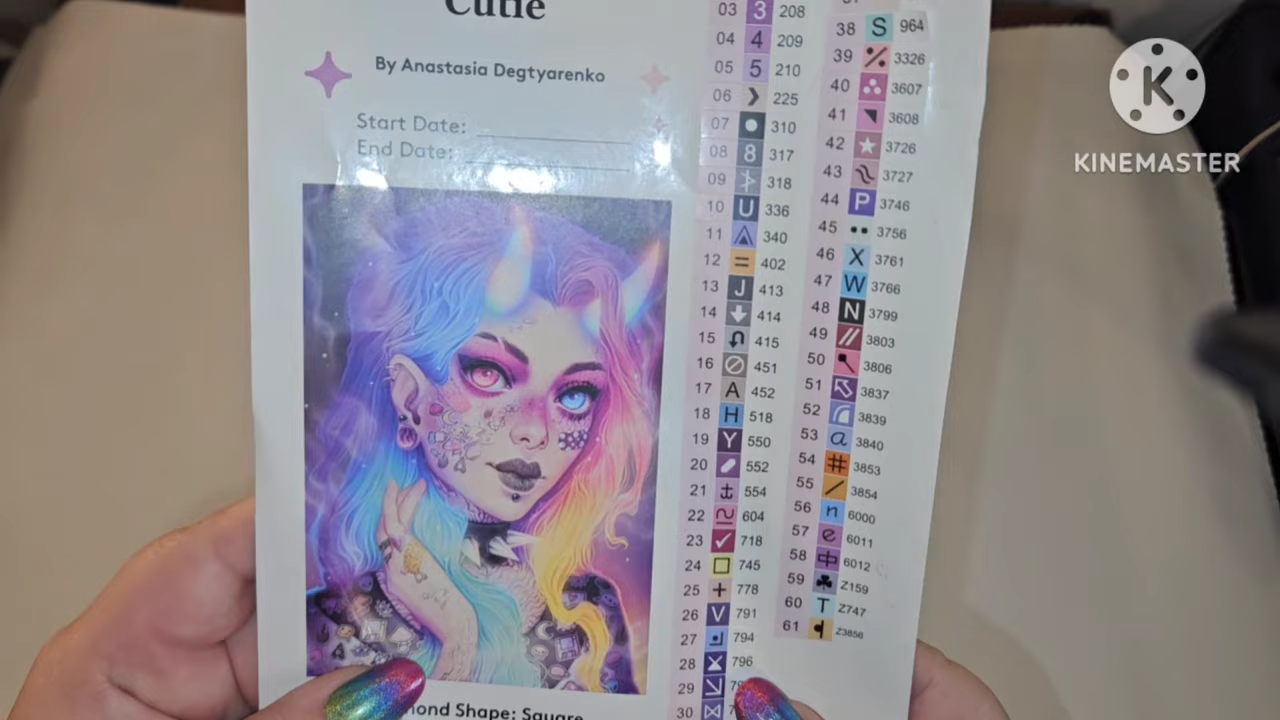 Cutie
By Anastasia Degtyarenko
Start Date:
End Date:
Diamond Shape: Square
03 3 208
04 4 209
05 5 210
06 225
07 310
08 8 317
09 318
10 U 336
11 340
12 = 402
13 J 413
14 414
15 415
16 451
17 A 452
18 H 518
19 Y 550
20 552
21 554
22 604
23 ✓ 718
24 745
25 + 778
26 V 791
27 794
28 796
29
30
38 S 964
39 3326
40 3607
41 3608
42 ★ 3726
43 3727
44 P 3746
45 3756
46 X 3761
47 W 3766
48 N 3799
49 // 3803
50 3806
51 3837
52 3839
53 a 3840
54 # 3853
55 / 3854
56 n 6000
57 e 6011
58 6012
59 ♣ Z159
60 T Z747
61 Z3856
K
KINEMASTER